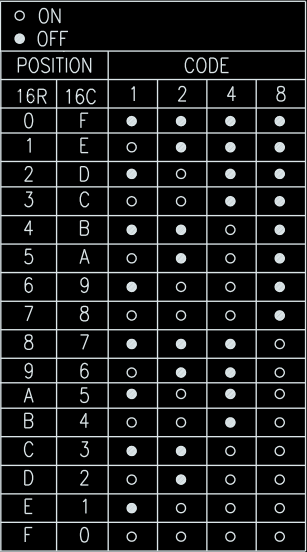 ○ ON
● OFF
POSITION CODE
16R 16C 1 2 4 8
0 F ● ● ● ●
1 E ○ ● ● ●
2 D ● ○ ● ●
3 C ○ ○ ● ●
4 B ● ● ○ ●
5 A ○ ● ○ ●
6 9 ● ○ ○ ●
7 8 ○ ○ ○ ●
8 7 ● ● ● ○
9 6 ○ ● ● ○
A 5 ● ○ ● ○
B 4 ○ ○ ● ○
C 3 ● ● ○ ○
D 2 ○ ● ○ ○
E 1 ● ○ ○ ○
F 0 ○ ○ ○ ○